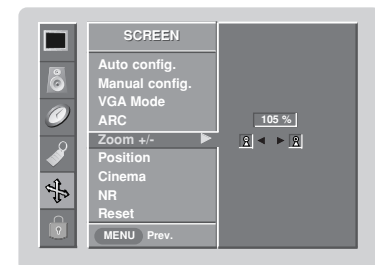 SCREEN
Auto config.
Manual config.
VGA Mode
ARC
105 %
Zoom +/-
Position
Cinema
NR
Reset
MENU Prev.